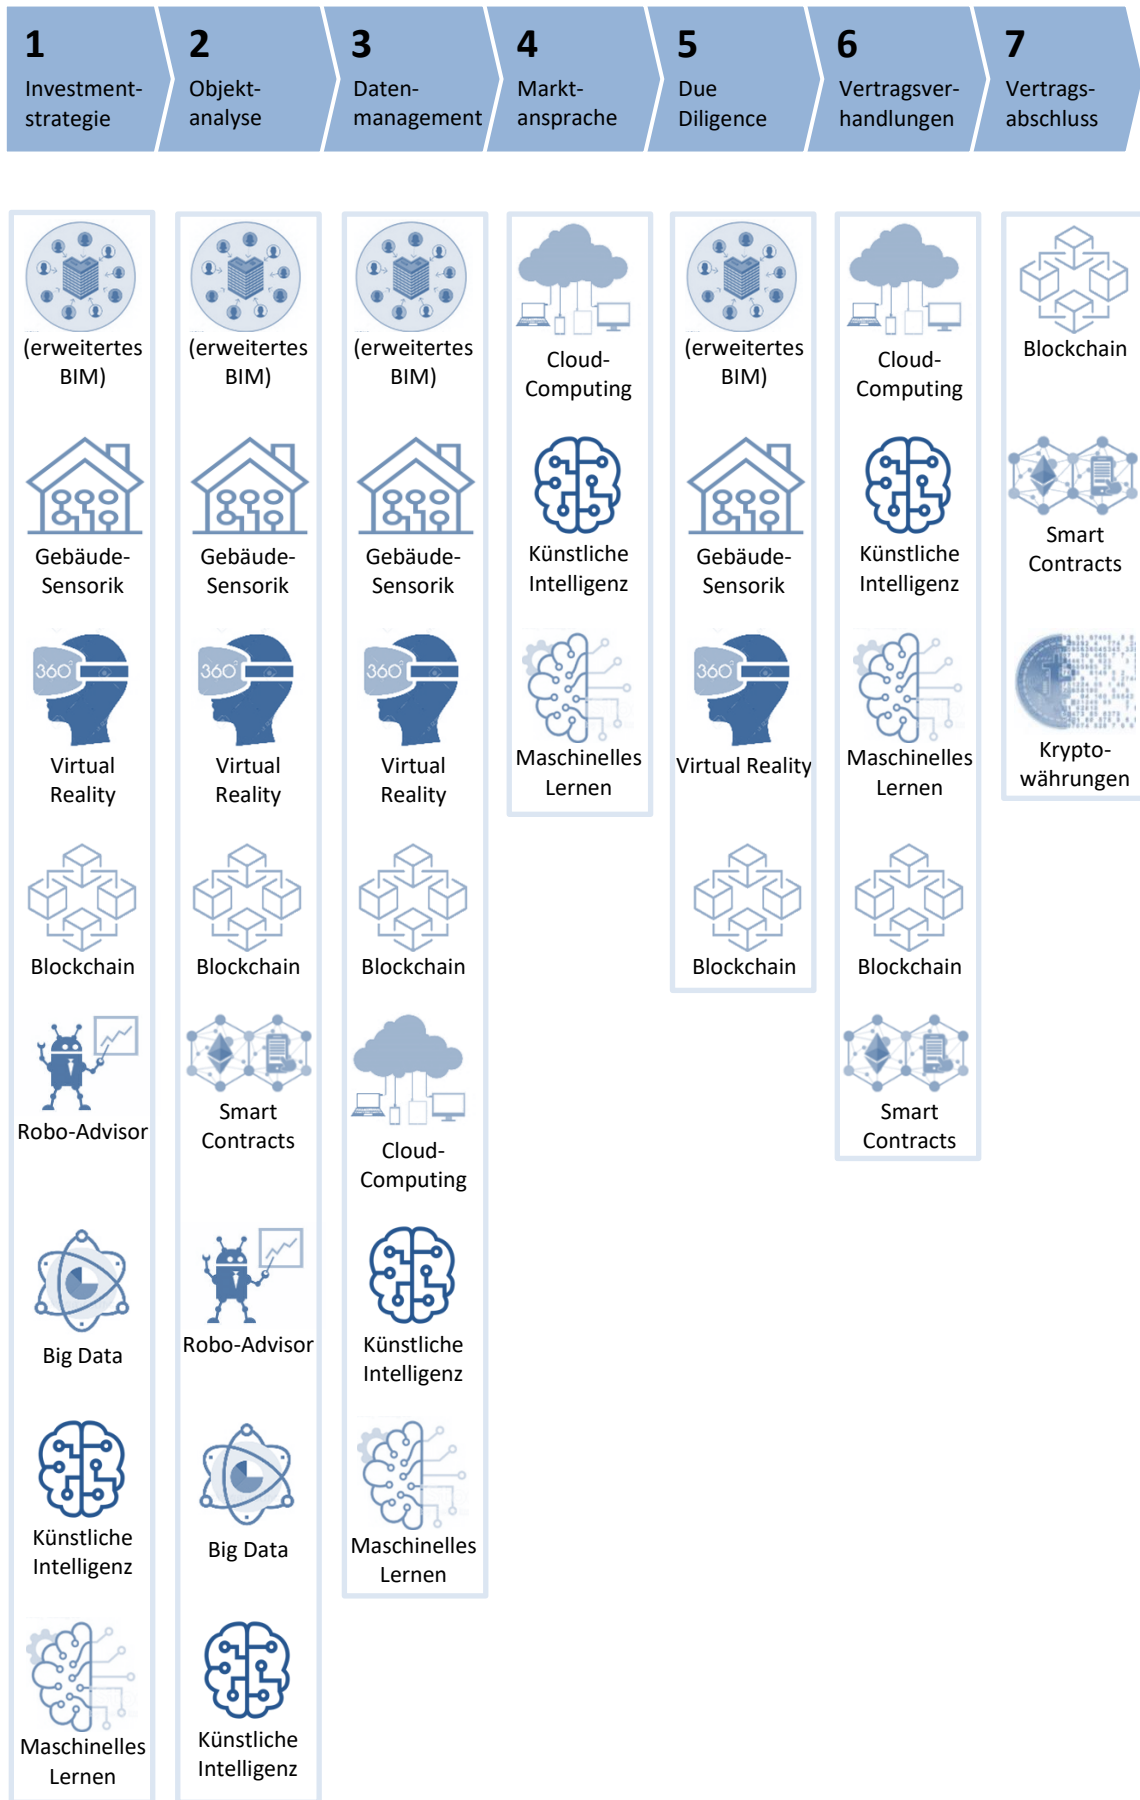 1
Investment-
strategie
2
Objekt-
analyse
3
Daten-
management
4
Markt-
ansprache
5
Due
Diligence
6
Vertragsver-
handlungen
7
Vertrags-
abschluss
(erweitertes
BIM)
Gebäude-
Sensorik
360°
Virtual
Reality
Blockchain
Robo-Advisor
Big Data
Künstliche
Intelligenz
Maschinelles
Lernen
(erweitertes
BIM)
Gebäude-
Sensorik
360°
Virtual
Reality
Blockchain
Smart
Contracts
Robo-Advisor
Big Data
Künstliche
Intelligenz
(erweitertes
BIM)
Gebäude-
Sensorik
360°
Virtual
Reality
Blockchain
Cloud-
Computing
Künstliche
Intelligenz
Maschinelles
Lernen
Cloud-
Computing
Künstliche
Intelligenz
Maschinelles
Lernen
(erweitertes
BIM)
Gebäude-
Sensorik
360°
Virtual Reality
Blockchain
Cloud-
Computing
Künstliche
Intelligenz
Maschinelles
Lernen
Blockchain
Smart
Contracts
Blockchain
Smart
Contracts
Krypto-
währungen